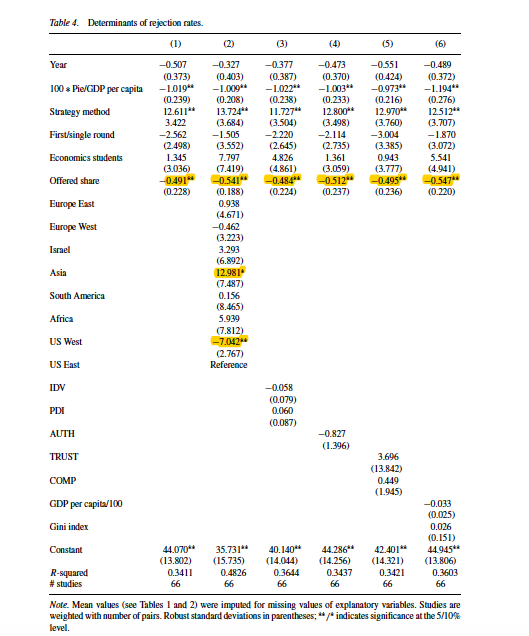 Table 4. Determinants of rejection rates.
(1) (2) (3) (4) (5) (6)
Year −0.507 −0.327 −0.377 −0.473 −0.551 −0.489
(0.373) (0.403) (0.387) (0.370) (0.424) (0.372)
100 * Pie/GDP per capita −1.019** −1.009** −1.022** −1.003** −0.973** −1.194**
(0.239) (0.208) (0.238) (0.233) (0.216) (0.276)
Strategy method 12.611** 13.724** 11.727** 12.800** 12.970** 12.512**
3.422 (3.684) (3.504) (3.498) (3.760) (3.707)
First/single round −2.562 −1.505 −2.220 −2.114 −3.004 −1.870
(2.498) (3.552) (2.645) (2.735) (3.385) (3.072)
Economics students 1.345 7.797 4.826 1.361 0.943 5.541
(3.036) (7.419) (4.861) (3.059) (3.777) (4.941)
Offered share −0.491** −0.541** −0.484** −0.512** −0.495** −0.547**
(0.228) (0.188) (0.224) (0.237) (0.236) (0.220)
Europe East 0.938
(4.671)
Europe West −0.462
(3.223)
Israel 3.293
(6.892)
Asia 12.981*
(7.487)
South America 0.156
(8.465)
Africa 5.939
(7.812)
US West −7.042**
(2.767)
US East Reference
IDV −0.058
(0.079)
PDI 0.060
(0.087)
AUTH −0.827
(1.396)
TRUST 3.696
(13.842)
COMP 0.449
(1.945)
GDP per capita/100 −0.033
(0.025)
Gini index 0.026
(0.151)
Constant 44.070** 35.731** 40.140** 44.286** 42.401** 44.945**
(13.802) (15.735) (14.044) (14.256) (14.321) (13.806)
R-squared 0.3411 0.4826 0.3644 0.3437 0.3421 0.3603
# studies 66 66 66 66 66 66
Note. Mean values (see Tables 1 and 2) were imputed for missing values of explanatory variables. Studies are
weighted with number of pairs. Robust standard deviations in parentheses; **/* indicates significance at the 5/10%
level.